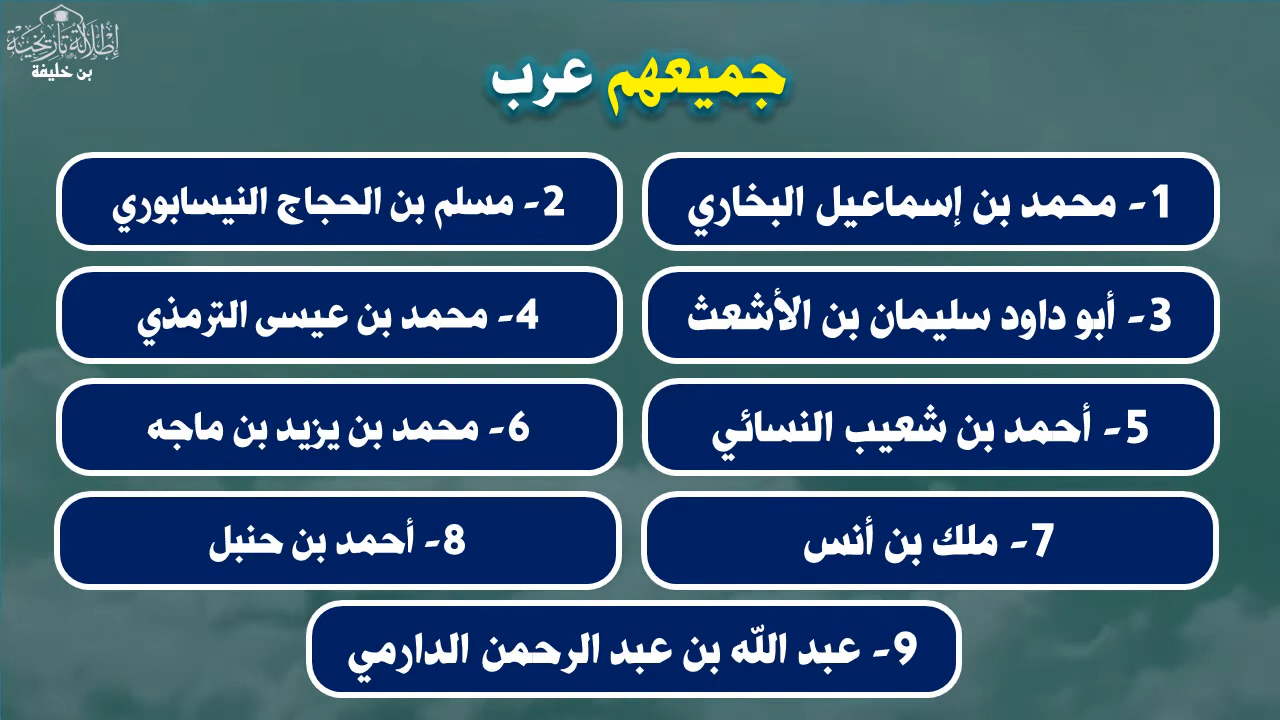 إطلالة تاريخية
بن خليفة
جميعهم عرب
1- محمد بن إسماعيل البخاري
2- مسلم بن الحجاج النيسابوري
3- أبو داود سليمان بن الأشعث
4- محمد بن عيسى الترمذي
5- أحمد بن شعيب النسائي
6- محمد بن يزيد بن ماجه
7- ملك بن أنس
8- أحمد بن حنبل
9- عبد الله بن عبد الرحمن الدارمي